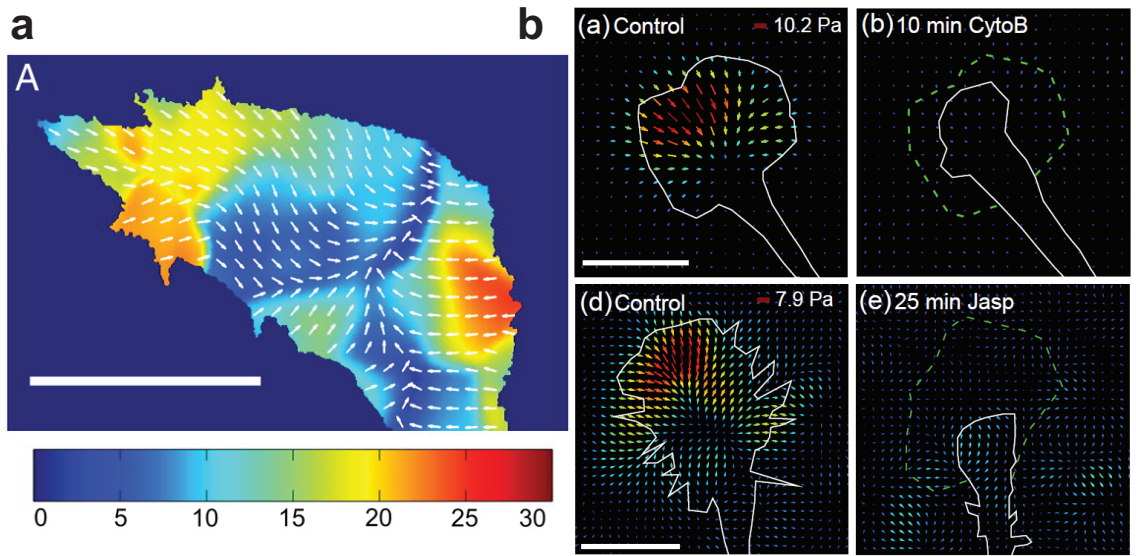 a
b
A
(a) Control
10.2 Pa
(b) 10 min CytoB
(d) Control
7.9 Pa
(e) 25 min Jasp
0 5 10 15 20 25 30